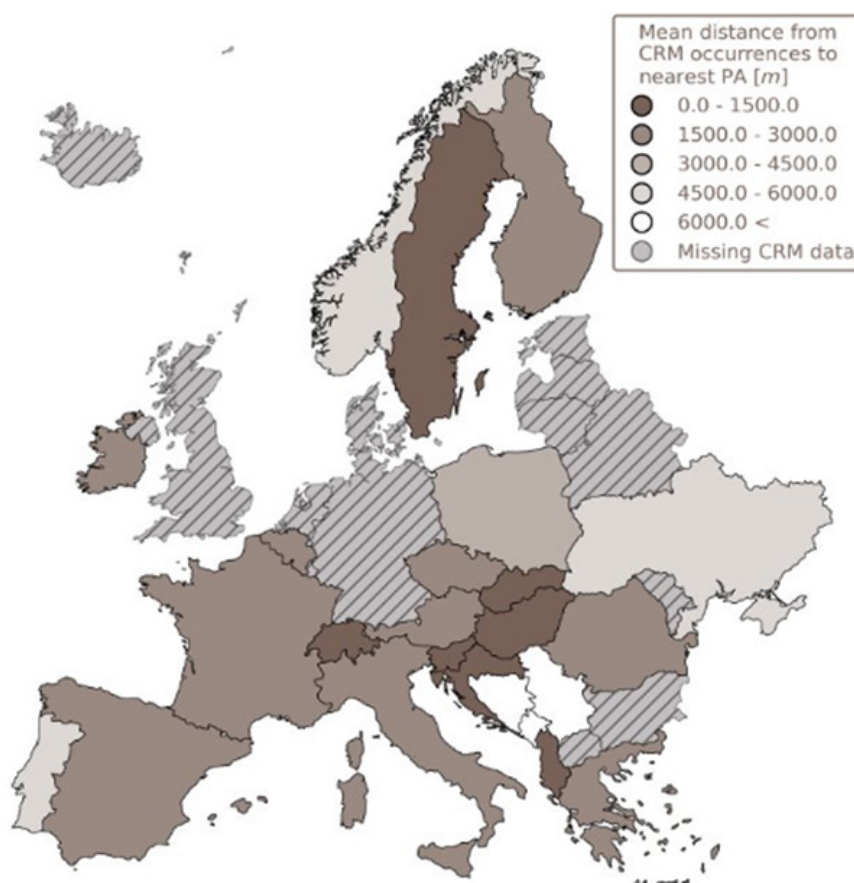 Mean distance from
CRM occurrences to
nearest PA [m]
0.0 - 1500.0
1500.0 - 3000.0
3000.0 - 4500.0
4500.0 - 6000.0
6000.0 <
Missing CRM data